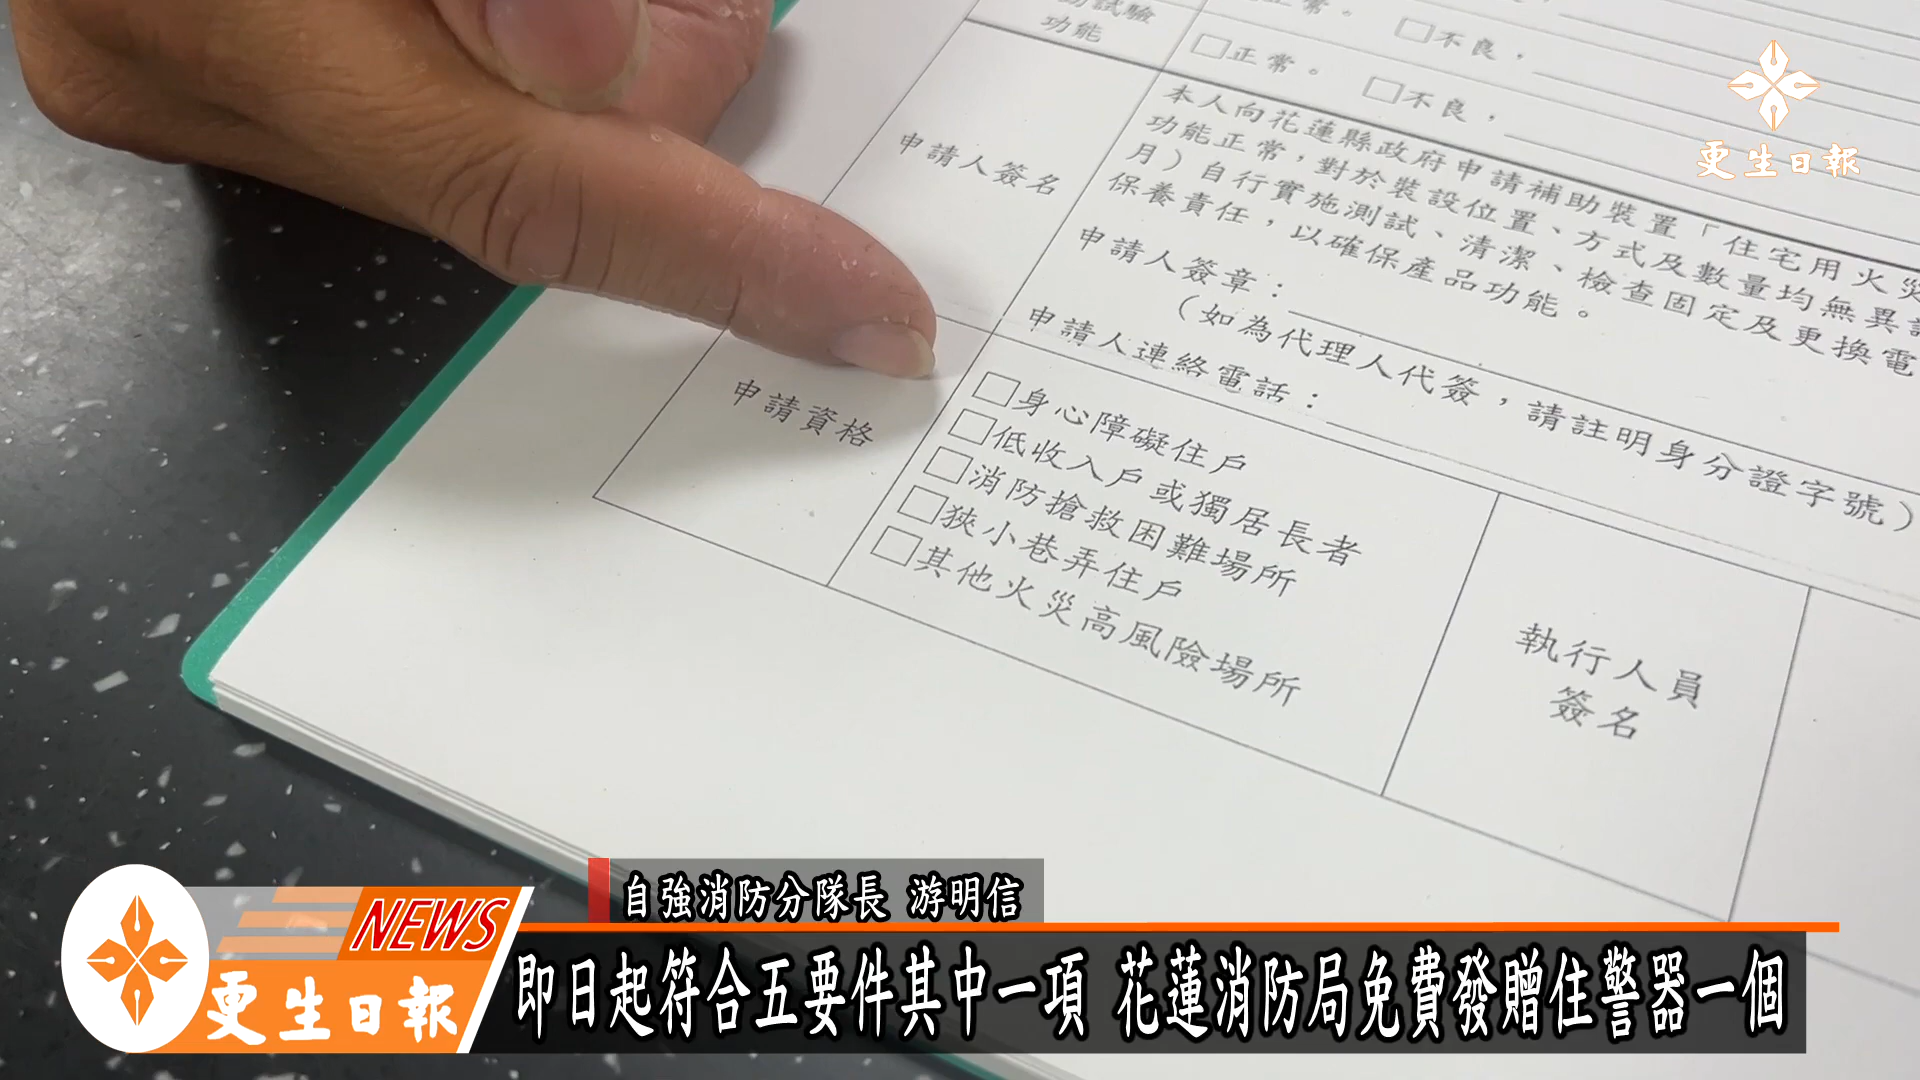 功能
正常。
不良，
正常。
不良，
更生日報
申請人簽名
本人向花蓮縣政府申請補助裝置「住宅用火災
功能正常，對於裝設位置、方式及數量均無異議
月）自行實施測試、清潔、檢查固定及更換電
保養責任，以確保產品功能。
申請人簽章：
（如為代理人代簽，請註明身分證字號）
申請人連絡電話：
申請資格
□身心障礙住戶
□低收入戶或獨居長者
□消防搶救困難場所
□狹小巷弄住戶
□其他火災高風險場所
執行人員
簽名
自強消防分隊長 游明信
NEWS
更生日報
即日起符合五要件其中一項 花蓮消防局免費發贈住警器一個